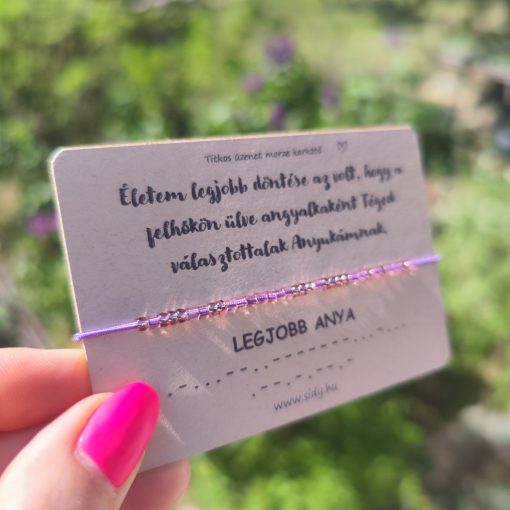 Titkos üzenet morze karkötő
Életem legjobb döntése az volt, hogy a
felhőkön ülve angyalkaként Téged
választottalak Anyukámnak.
LEGJOBB ANYA
www.sidy.hu